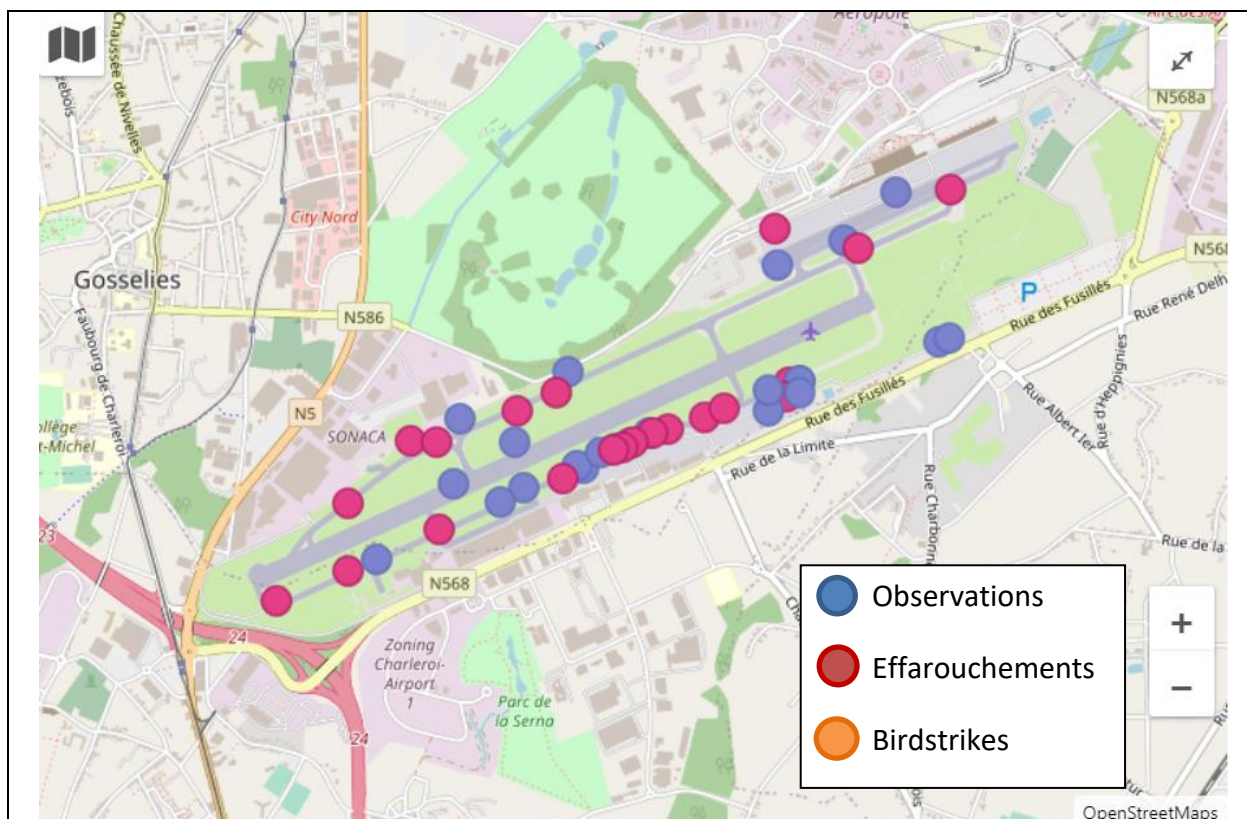 Chaussée de Nivelles
Aéropole
N568a
City Nord
Gosselies
N586
Faubourg de Charleroi
P
Rue des Fusillés
Rue René Delh
N568
N5
SONACA
Rue des Fusillés
Rue Albert Ier
Rue d'Heppignies
Rue de la Limite
Rue Charbonn
Rue de la
23
N568
24
Zoning
Charleroi-
Airport
1
Parc de
la Serna
24
Observations
Effarouchements
Birdstrikes
+
−
OpenStreetMaps